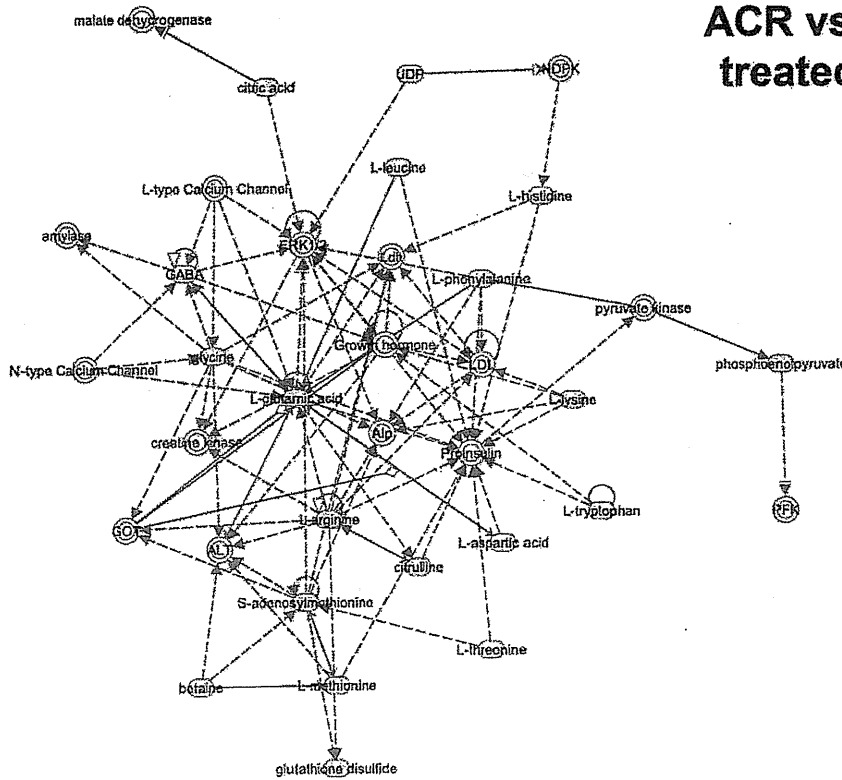 ACR vs
treated
malate dehydrogenase
citric acid
UDP
NDPK
L-leucine
L-type Calcium Channel
L-histidine
amylase
ERK1/2
Ldh
GABA
L-phenylalanine
pyruvate kinase
Growth hormone
glycine
LDL
phosphoenolpyruvate
N-type Calcium Channel
L-glutamic acid
L-lysine
Alp
creatine kinase
Proinsulin
L-tryptophan
PFK
L-arginine
GOT
L-aspartic acid
ALT
citrulline
S-adenosylmethionine
L-threonine
betaine
L-methionine
glutathione disulfide